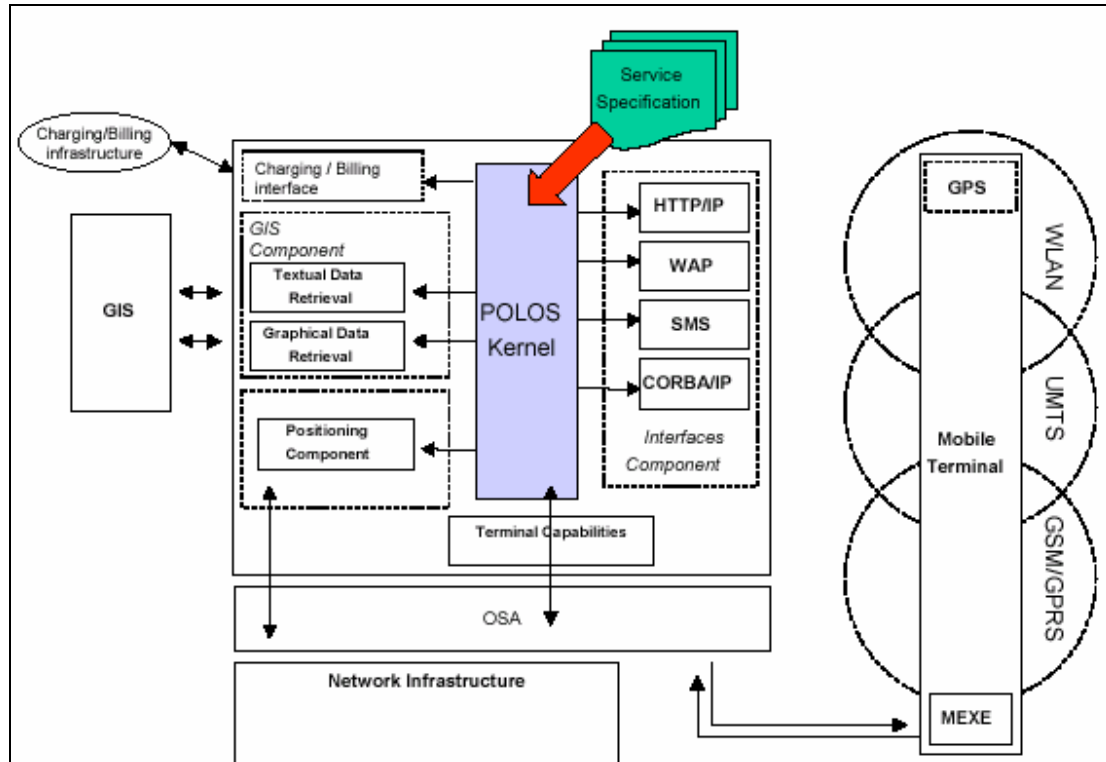 Service
Specification
Charging/Billing
infrastructure
Charging / Billing
interface
GIS
Component
Textual Data
Retrieval
Graphical Data
Retrieval
GIS
Positioning
Component
POLOS
Kernel
HTTP/IP
WAP
SMS
CORBA/IP
Interfaces
Component
Terminal Capabilities
OSA
Network Infrastructure
GPS
WLAN
UMTS
Mobile
Terminal
GSM/GPRS
MEXE